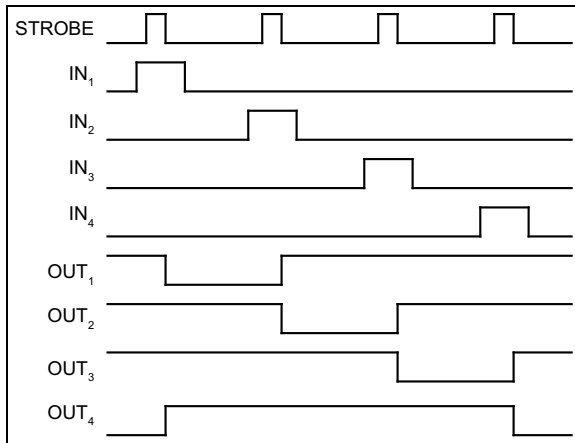 STROBE
IN₁
IN₂
IN₃
IN₄
OUT₁
OUT₂
OUT₃
OUT₄